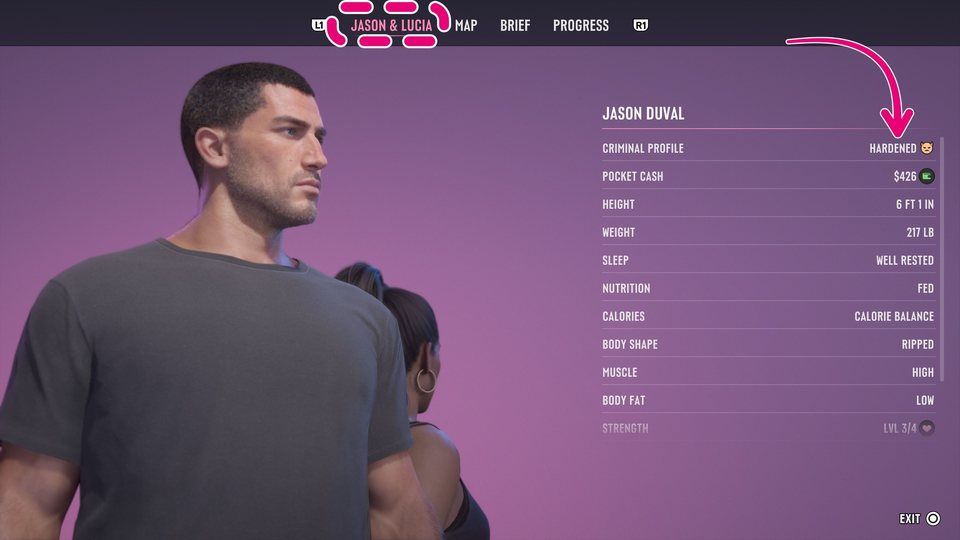 L1 JASON & LUCIA MAP BRIEF PROGRESS R1
JASON DUVAL
CRIMINAL PROFILE HARDENED
POCKET CASH $426
HEIGHT 6 FT 1 IN
WEIGHT 217 LB
SLEEP WELL RESTED
NUTRITION FED
CALORIES CALORIE BALANCE
BODY SHAPE RIPPED
MUSCLE HIGH
BODY FAT LOW
STRENGTH LVL 3/4
EXIT